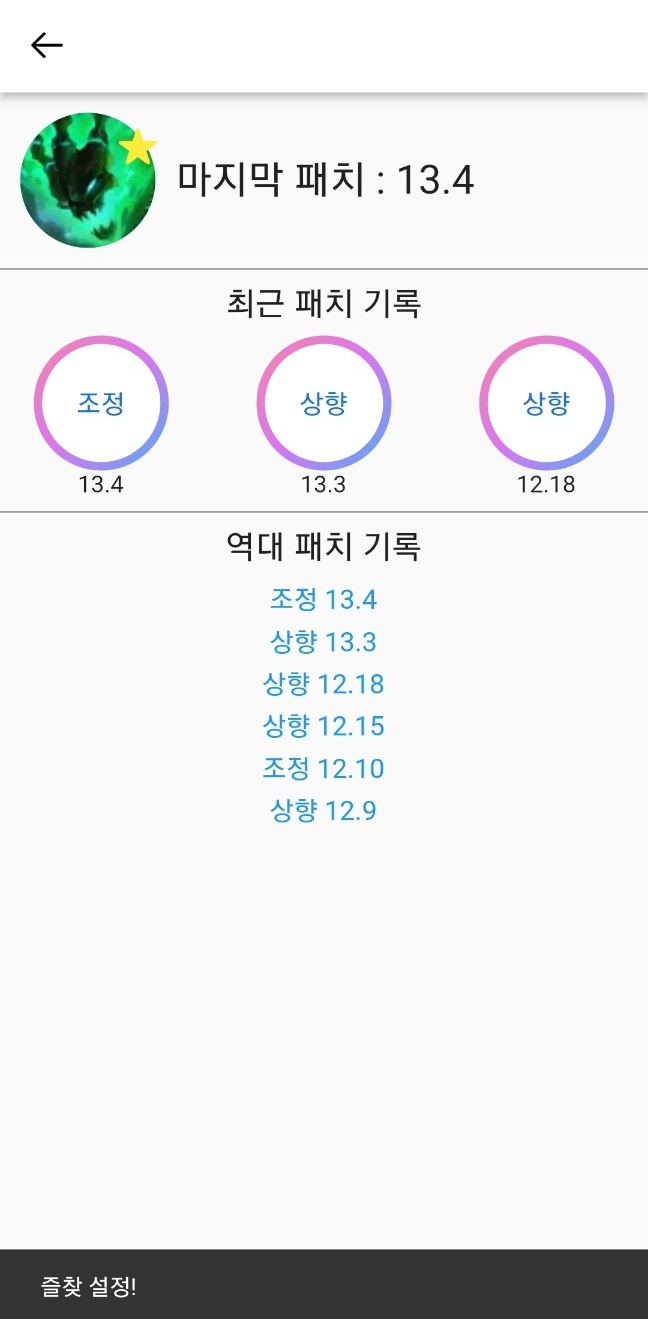 마지막 패치 : 13.4
최근 패치 기록
조정 상향 상향
13.4 13.3 12.18
역대 패치 기록
조정 13.4
상향 13.3
상향 12.18
상향 12.15
조정 12.10
상향 12.9
즐찾 설정!